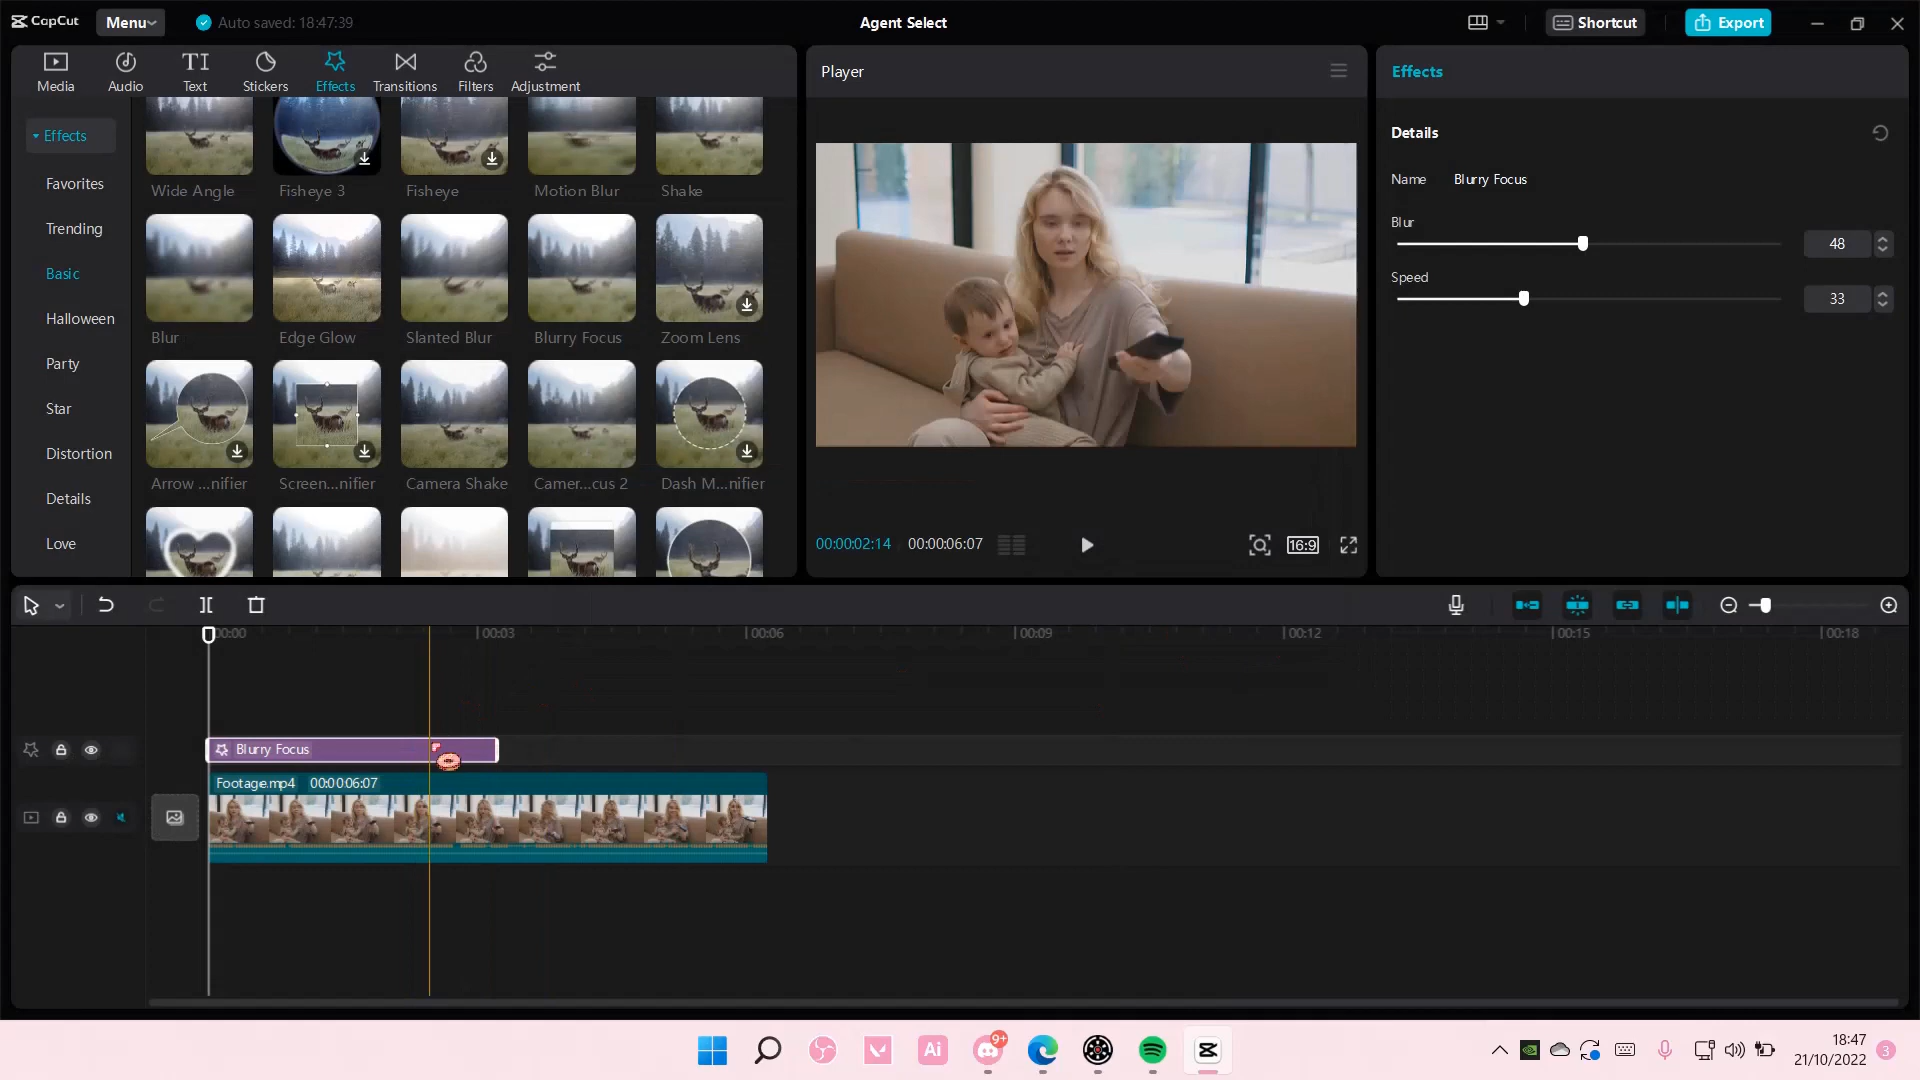 CapCut
Menu
Auto saved: 18:47:39
Agent Select
Shortcut
Export
Media
Audio
Text
Stickers
Effects
Transitions
Filters
Adjustment
Player
Effects
Effects
Favorites
Trending
Basic
Halloween
Party
Star
Distortion
Details
Love
Wide Angle
Fisheye 3
Fisheye
Motion Blur
Shake
Blur
Edge Glow
Slanted Blur
Blurry Focus
Zoom Lens
Arrow ...nifier
Screen...nifier
Camera Shake
Camer...cus 2
Dash M...nifier
Details
Name Blurry Focus
Blur
48
Speed
33
00:00:02:14
00:00:06:07
16:9
00:00
00:03
00:06
00:09
00:12
00:15
00:18
Blurry Focus
Footage.mp4 00:00:06:07
Ai
9+
18:47
21/10/2022
3